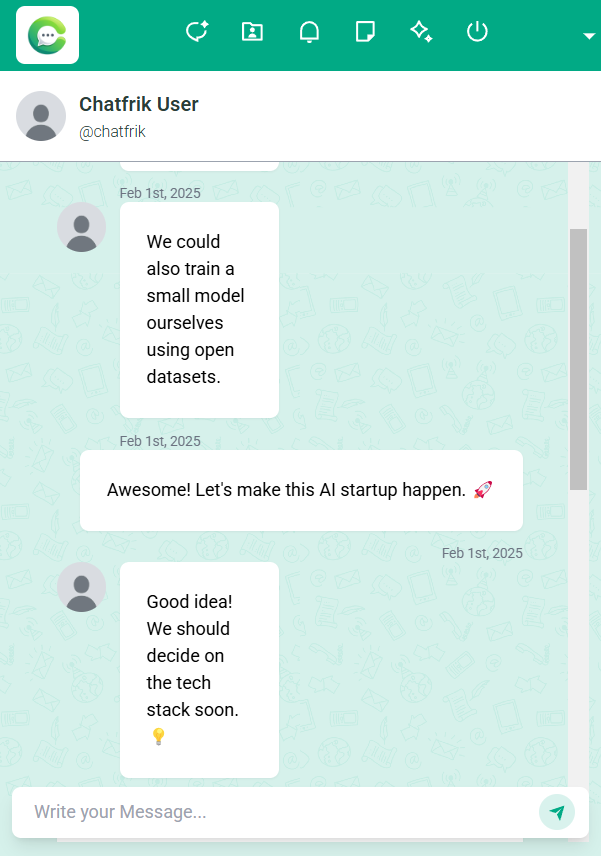 Chatfrik User
@chatfrik
Feb 1st, 2025
We could
also train a
small model
ourselves
using open
datasets.
Feb 1st, 2025
Awesome! Let's make this AI startup happen. 🚀
Feb 1st, 2025
Good idea!
We should
decide on
the tech
stack soon.
💡
Write your Message...